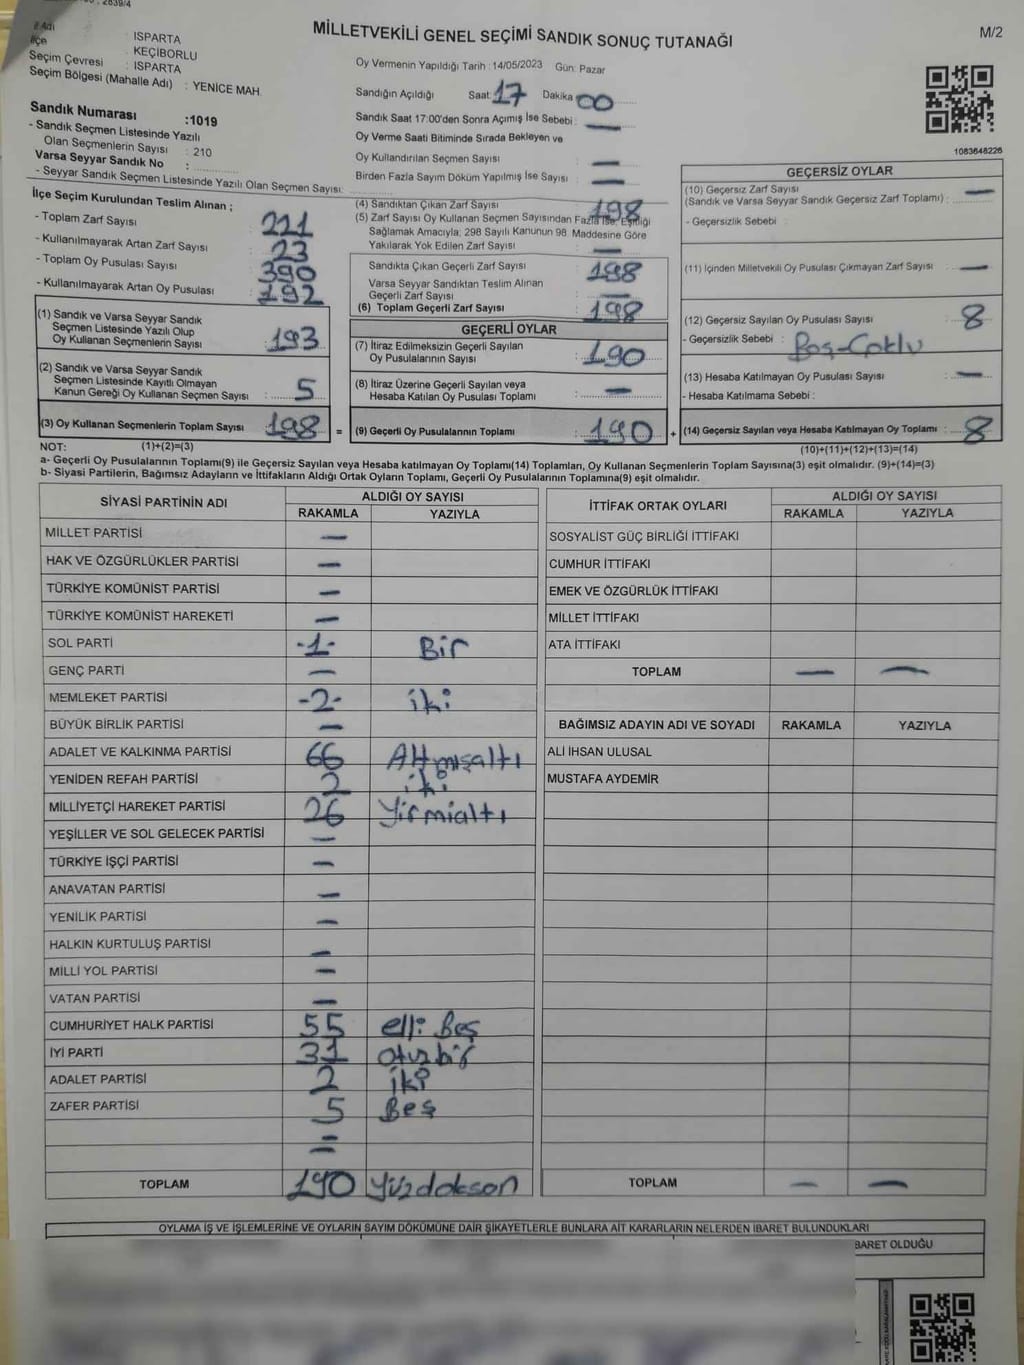 2839/4
MİLLETVEKİLİ GENEL SEÇİMİ SANDIK SONUÇ TUTANAĞI
M/2
İl Adı : ISPARTA
İlçe : KEÇİBORLU
Seçim Çevresi : ISPARTA
Seçim Bölgesi (Mahalle Adı) : YENİCE MAH.
Sandık Numarası :1019
- Sandık Seçmen Listesinde Yazılı
Olan Seçmenlerin Sayısı : 210
Varsa Seyyar Sandık No :
- Seyyar Sandık Seçmen Listesinde Yazılı Olan Seçmen Sayısı:
Oy Vermenin Yapıldığı Tarih :14/05/2023 Gün: Pazar
Sandığın Açıldığı Saat: 17 Dakika 00
Sandık Saat 17:00'den Sonra Açımış İse Sebebi : —
Oy Verme Saati Bitiminde Sırada Bekleyen ve
Oy Kullandırılan Seçmen Sayısı —
Birden Fazla Sayım Döküm Yapılmış İse Sayısı : —
1083648226
İlçe Seçim Kurulundan Teslim Alınan ;
- Toplam Zarf Sayısı : 221
- Kullanılmayarak Artan Zarf Sayısı : 23
- Toplam Oy Pusulası Sayısı : 390
- Kullanılmayarak Artan Oy Pusulası : 192
(4) Sandıktan Çıkan Zarf Sayısı : 198
(5) Zarf Sayısı Oy Kullanan Seçmen Sayısından Fazla İse, Eşitliği
Sağlamak Amacıyla; 298 Sayılı Kanunun 98. Maddesine Göre
Yakılarak Yok Edilen Zarf Sayısı : —
Sandıkta Çıkan Geçerli Zarf Sayısı : 198
Varsa Seyyar Sandıktan Teslim Alınan
Geçerli Zarf Sayısı : —
(6) Toplam Geçerli Zarf Sayısı : 198
GEÇERSİZ OYLAR
(10) Geçersiz Zarf Sayısı —
(Sandık ve Varsa Seyyar Sandık Geçersiz Zarf Toplamı) :
- Geçersizlik Sebebi :
(11) İçinden Milletvekili Oy Pusulası Çıkmayan Zarf Sayısı : —
(12) Geçersiz Sayılan Oy Pusulası Sayısı : 8
- Geçersizlik Sebebi : Boş-Çoklu
(13) Hesaba Katılmayan Oy Pusulası Sayısı : —
- Hesaba Katılmama Sebebi :
(14) Geçersiz Sayılan veya Hesaba Katılmayan Oy Toplamı : 8
(10)+(11)+(12)+(13)=(14)
(1) Sandık ve Varsa Seyyar Sandık
Seçmen Listesinde Yazılı Olup
Oy Kullanan Seçmenlerin Sayısı : 193
(2) Sandık ve Varsa Seyyar Sandık
Seçmen Listesinde Kayıtlı Olmayan
Kanun Gereği Oy Kullanan Seçmen Sayısı : 5
(3) Oy Kullanan Seçmenlerin Toplam Sayısı : 198 =
GEÇERLİ OYLAR
(7) İtiraz Edilmeksizin Geçerli Sayılan
Oy Pusulalarının Sayısı : 190
(8) İtiraz Üzerine Geçerli Sayılan veya
Hesaba Katılan Oy Pusulası Toplamı : —
(9) Geçerli Oy Pusulalarının Toplamı : 190 +
NOT: (1)+(2)=(3)
a- Geçerli Oy Pusulalarının Toplamı(9) ile Geçersiz Sayılan veya Hesaba katılmayan Oy Toplamı(14) Toplamları, Oy Kullanan Seçmenlerin Toplam Sayısına(3) eşit olmalıdır. (9)+(14)=(3)
b- Siyasi Partilerin, Bağımsız Adayların ve İttifakların Aldığı Ortak Oyların Toplamı, Geçerli Oy Pusulalarının Toplamına(9) eşit olmalıdır.
SİYASİ PARTİNİN ADI ALDIĞI OY SAYISI
RAKAMLA YAZIYLA
MİLLET PARTİSİ —
HAK VE ÖZGÜRLÜKLER PARTİSİ —
TÜRKİYE KOMÜNİST PARTİSİ —
TÜRKİYE KOMÜNİST HAREKETİ —
SOL PARTİ -1- Bir
GENÇ PARTİ —
MEMLEKET PARTİSİ -2- iki
BÜYÜK BİRLİK PARTİSİ —
ADALET VE KALKINMA PARTİSİ 66 Altmışaltı
YENİDEN REFAH PARTİSİ 2 iki
MİLLİYETÇİ HAREKET PARTİSİ 26 Yirmialtı
YEŞİLLER VE SOL GELECEK PARTİSİ —
TÜRKİYE İŞÇİ PARTİSİ —
ANAVATAN PARTİSİ —
YENİLİK PARTİSİ —
HALKIN KURTULUŞ PARTİSİ —
MİLLİ YOL PARTİSİ —
VATAN PARTİSİ —
CUMHURİYET HALK PARTİSİ 55 elli Beş
İYİ PARTİ 31 otuzbir
ADALET PARTİSİ 2 iki
ZAFER PARTİSİ 5 Beş
—
—
TOPLAM 190 Yüzdoksan
İTTİFAK ORTAK OYLARI ALDIĞI OY SAYISI
RAKAMLA YAZIYLA
SOSYALİST GÜÇ BİRLİĞİ İTTİFAKI
CUMHUR İTTİFAKI
EMEK VE ÖZGÜRLÜK İTTİFAKI
MİLLET İTTİFAKI
ATA İTTİFAKI
TOPLAM — —
BAĞIMSIZ ADAYIN ADI VE SOYADI RAKAMLA YAZIYLA
ALİ İHSAN ULUSAL
MUSTAFA AYDEMİR
TOPLAM — —
OYLAMA İŞ VE İŞLEMLERİNE VE OYLARIN SAYIM DÖKÜMÜNE DAİR ŞİKAYETLERLE BUNLARA AİT KARARLARIN NELERDEN İBARET BULUNDUKLARI
BARET OLDUĞU